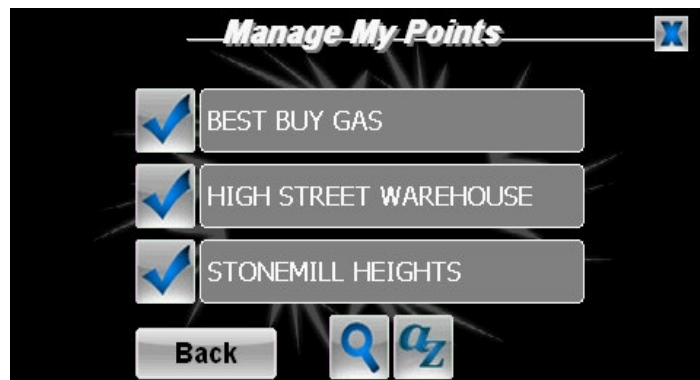 Manage My Points
X
BEST BUY GAS
HIGH STREET WAREHOUSE
STONEMILL HEIGHTS
Back
aZ